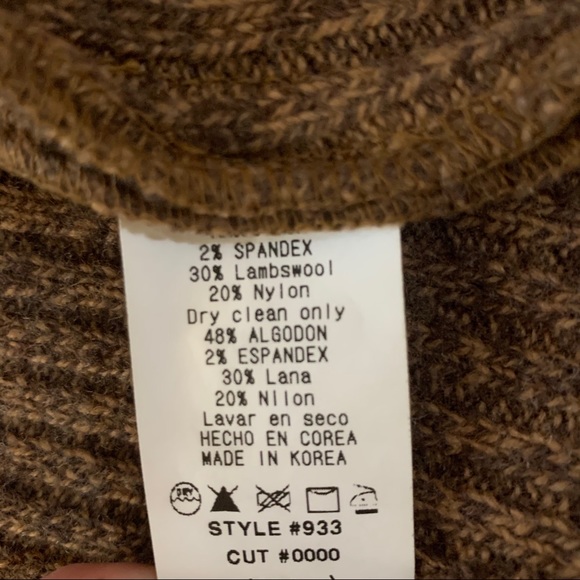 2% SPANDEX
30% Lambswool
20% Nylon
Dry clean only
48% ALGODON
2% ESPANDEX
30% Lana
20% Nilon
Lavar en seco
HECHO EN COREA
MADE IN KOREA
DRY
STYLE #933
CUT #0000